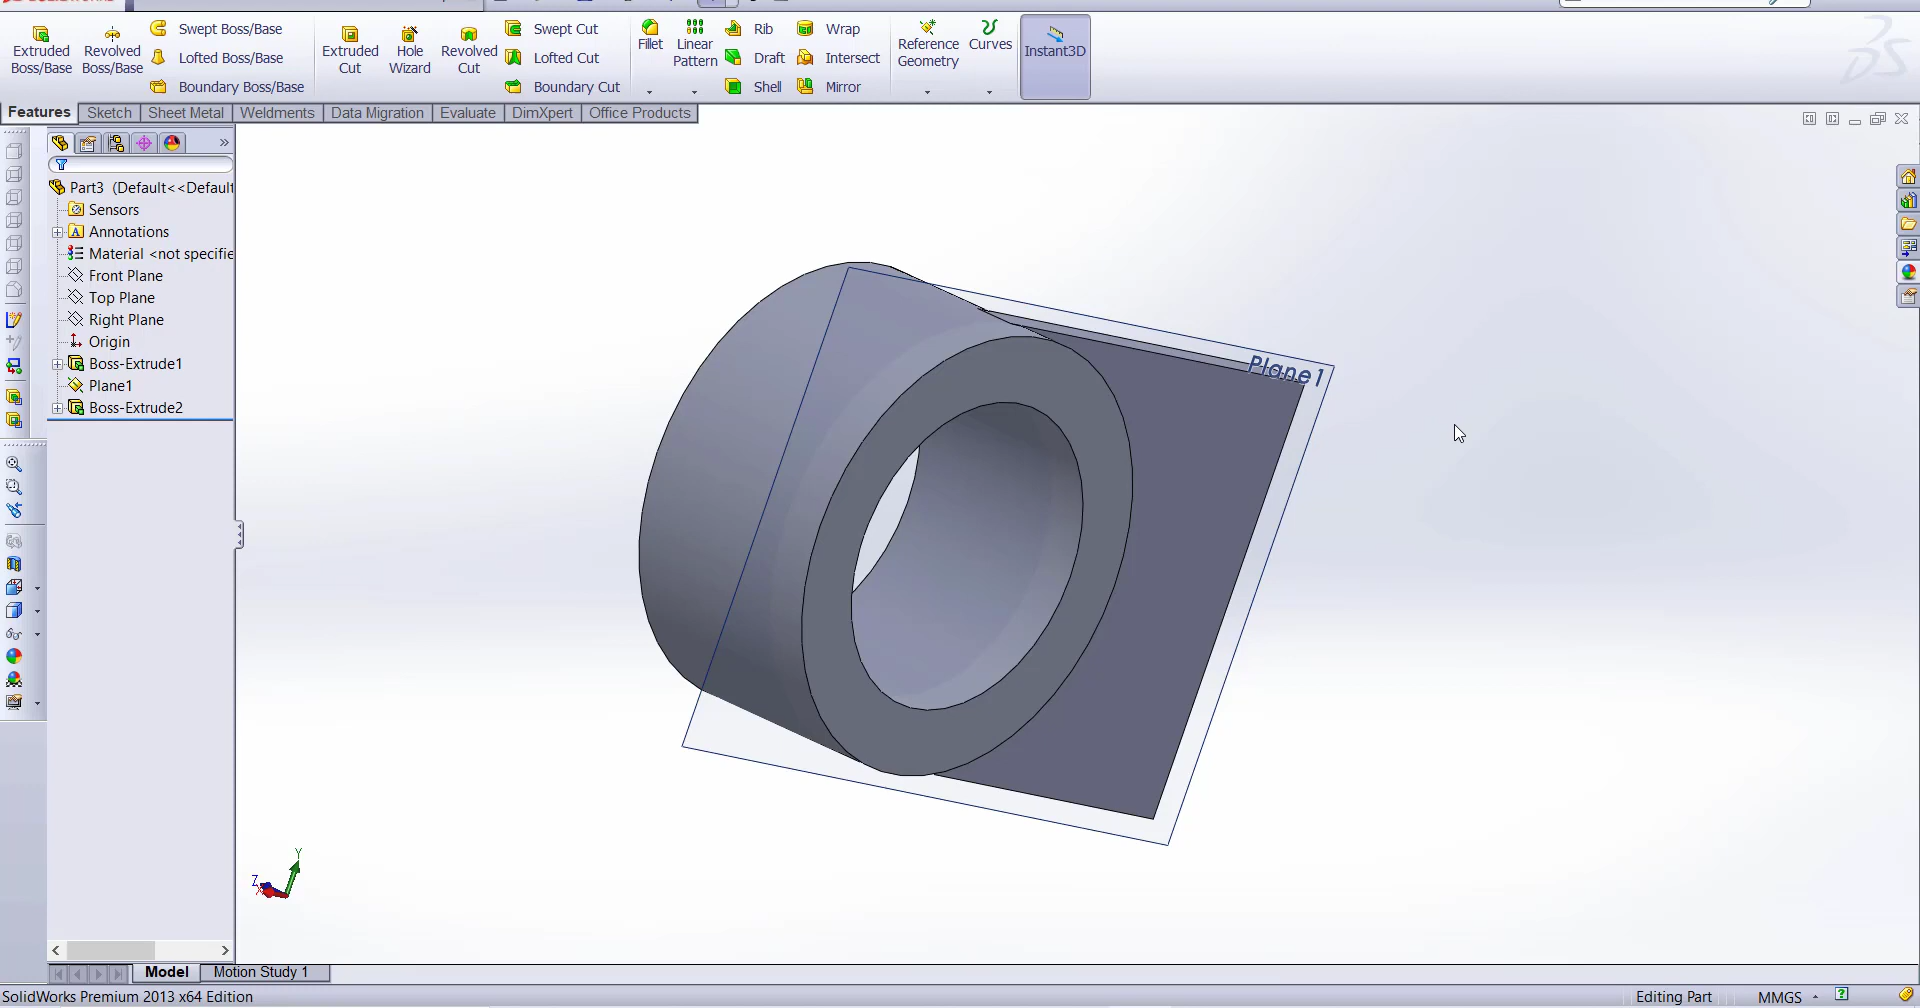 Extruded Boss/Base
Revolved Boss/Base
Swept Boss/Base
Lofted Boss/Base
Boundary Boss/Base
Extruded Cut
Hole Wizard
Revolved Cut
Swept Cut
Lofted Cut
Boundary Cut
Fillet
Linear Pattern
Rib
Draft
Shell
Wrap
Intersect
Mirror
Reference Geometry
Curves
Instant3D
Features
Sketch
Sheet Metal
Weldments
Data Migration
Evaluate
DimXpert
Office Products
Part3 (Default<<Default
Sensors
Annotations
Material <not specifie
Front Plane
Top Plane
Right Plane
Origin
Boss-Extrude1
Plane1
Boss-Extrude2
Plane1
Y
Z
X
Model
Motion Study 1
SolidWorks Premium 2013 x64 Edition
Editing Part
MMGS